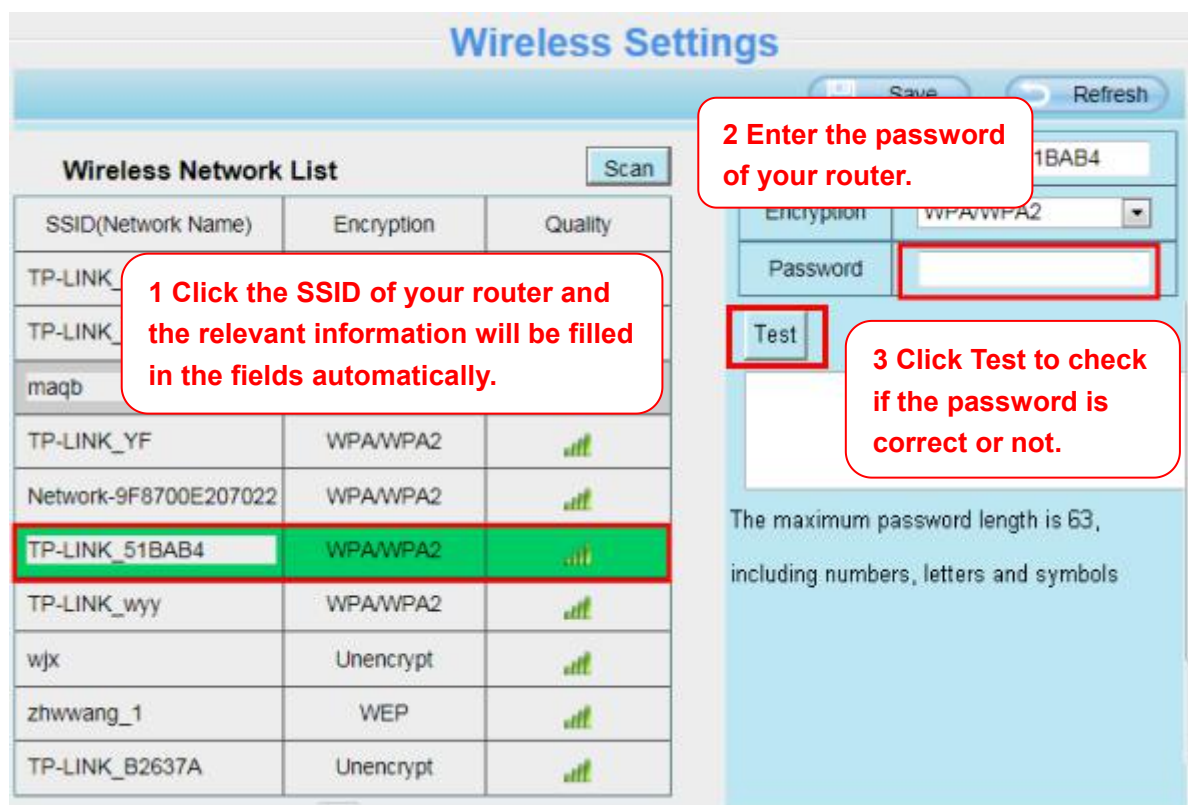 Wireless Settings
Save
Refresh
2 Enter the password
of your router.
1BAB4
Wireless Network List
Scan
SSID(Network Name)
Encryption
Quality
Encryption
WPA/WPA2
TP-LINK_
Password
1 Click the SSID of your router and
the relevant information will be filled
in the fields automatically.
TP-LINK_
Test
3 Click Test to check
if the password is
correct or not.
maqb
TP-LINK_YF
WPA/WPA2
Network-9F8700E207022
WPA/WPA2
The maximum password length is 63,
including numbers, letters and symbols
TP-LINK_51BAB4
WPA/WPA2
TP-LINK_wyy
WPA/WPA2
wjx
Unencrypt
zhwwang_1
WEP
TP-LINK_B2637A
Unencrypt